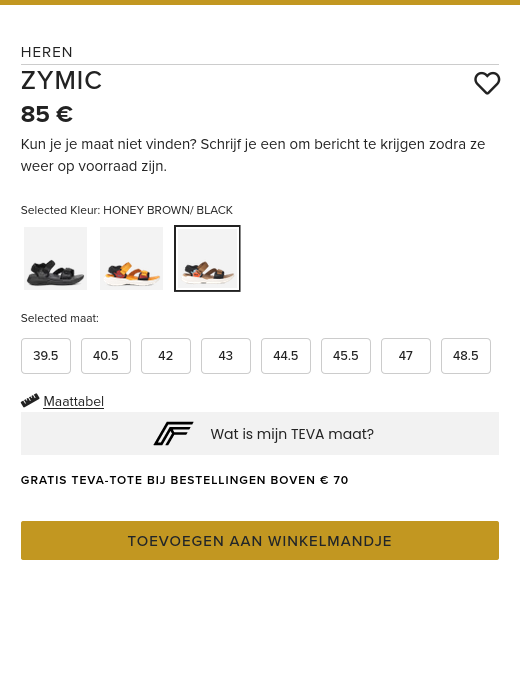 HEREN
ZYMIC
85 €
Kun je je maat niet vinden? Schrijf je een om bericht te krijgen zodra ze
weer op voorraad zijn.
Selected Kleur: HONEY BROWN/ BLACK
Selected maat:
39.5 40.5 42 43 44.5 45.5 47 48.5
Maattabel
Wat is mijn TEVA maat?
GRATIS TEVA-TOTE BIJ BESTELLINGEN BOVEN € 70
TOEVOEGEN AAN WINKELMANDJE